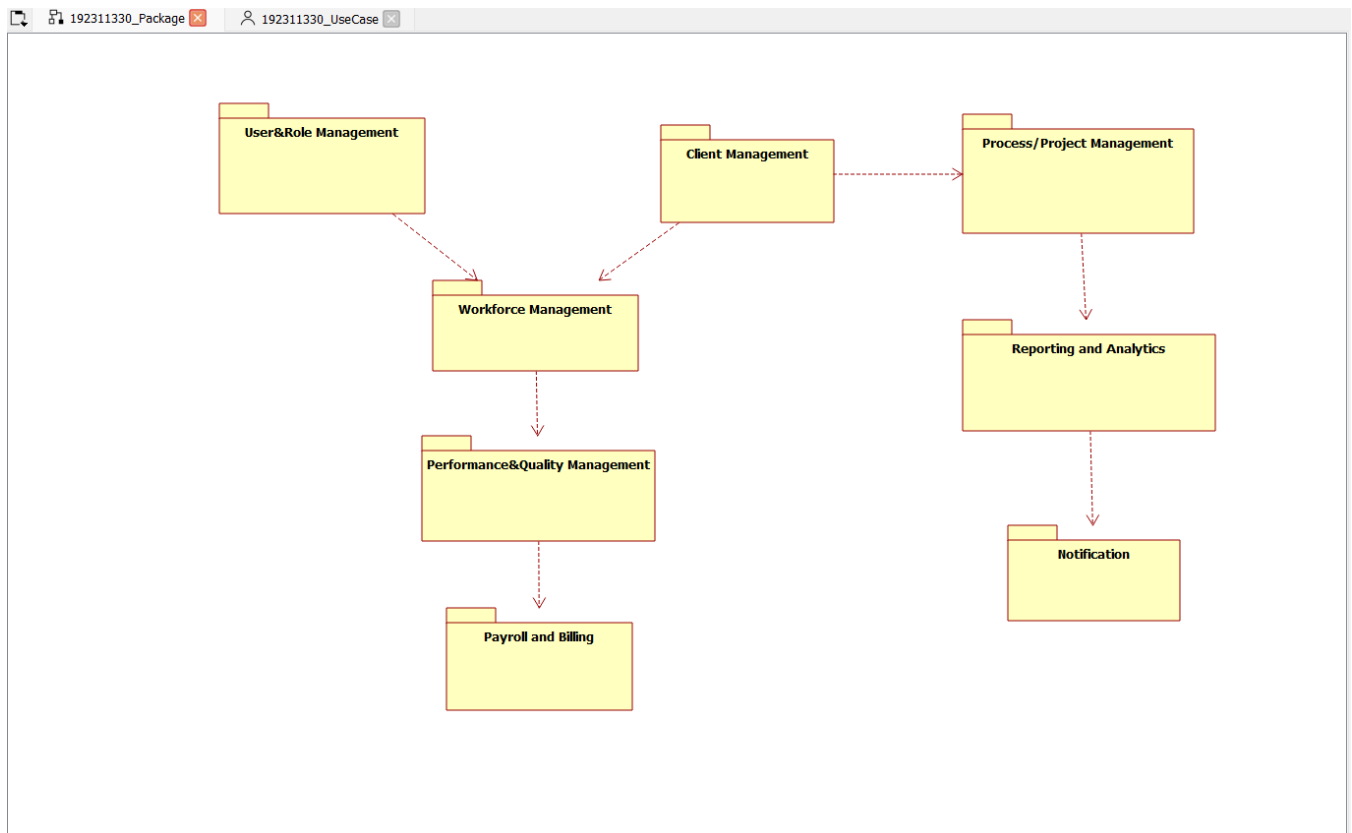 192311330_Package
192311330_UseCase
User&Role Management
Client Management
Process/Project Management
Workforce Management
Reporting and Analytics
Performance&Quality Management
Notification
Payroll and Billing